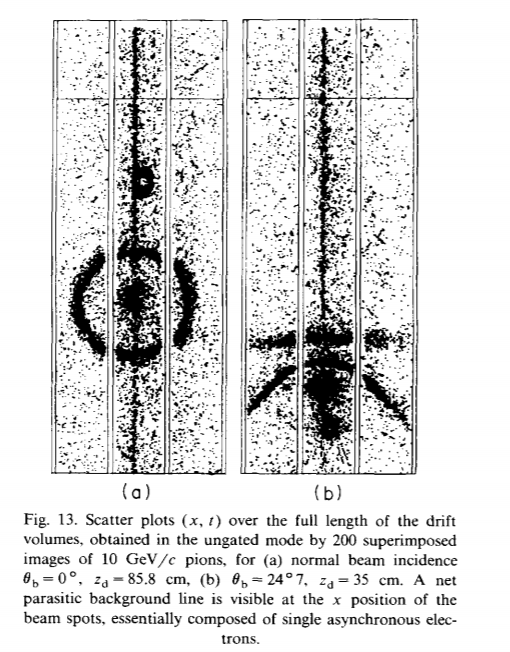 (a)
(b)
Fig. 13. Scatter plots (x, t) over the full length of the drift
volumes, obtained in the ungated mode by 200 superimposed
images of 10 GeV/c pions, for (a) normal beam incidence
θb = 0°, zd = 85.8 cm, (b) θb = 24°7, zd = 35 cm. A net
parasitic background line is visible at the x position of the
beam spots, essentially composed of single asynchronous elec-
trons.